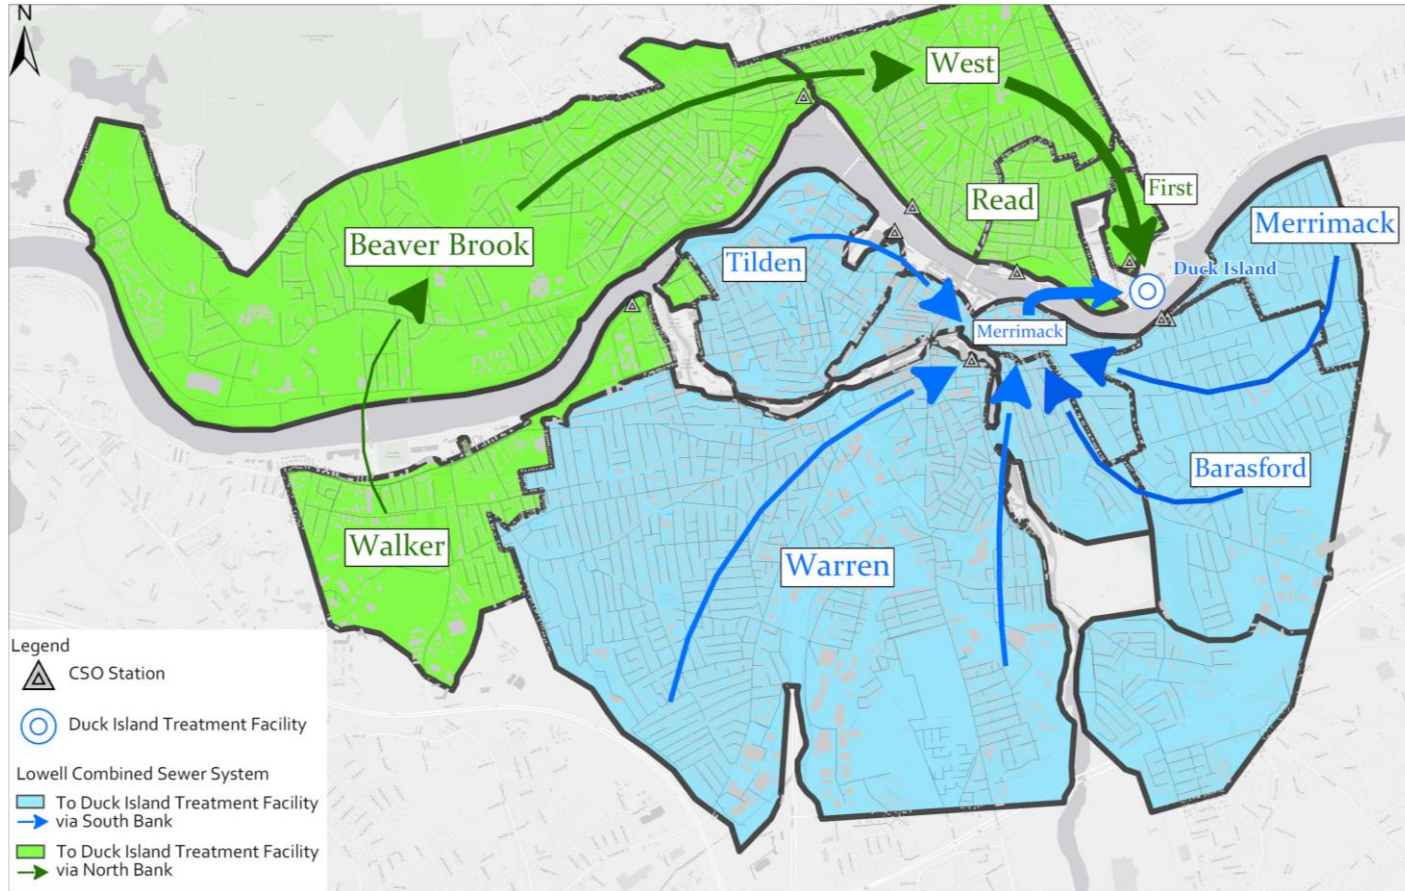 N
West
First
Read
Merrimack
Beaver Brook
Tilden
Duck Island
Merrimack
Barasford
Walker
Warren
Legend
CSO Station
Duck Island Treatment Facility
Lowell Combined Sewer System
To Duck Island Treatment Facility
via South Bank
To Duck Island Treatment Facility
via North Bank